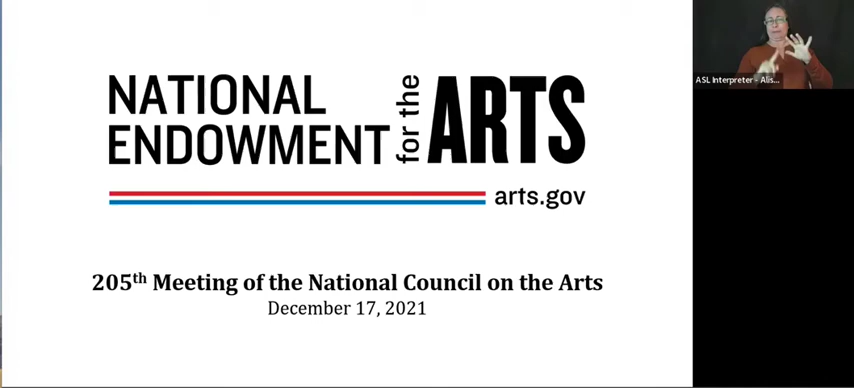 NATIONAL
ENDOWMENT
for the
ARTS
arts.gov
205th Meeting of the National Council on the Arts
December 17, 2021
ASL Interpreter - Alis...